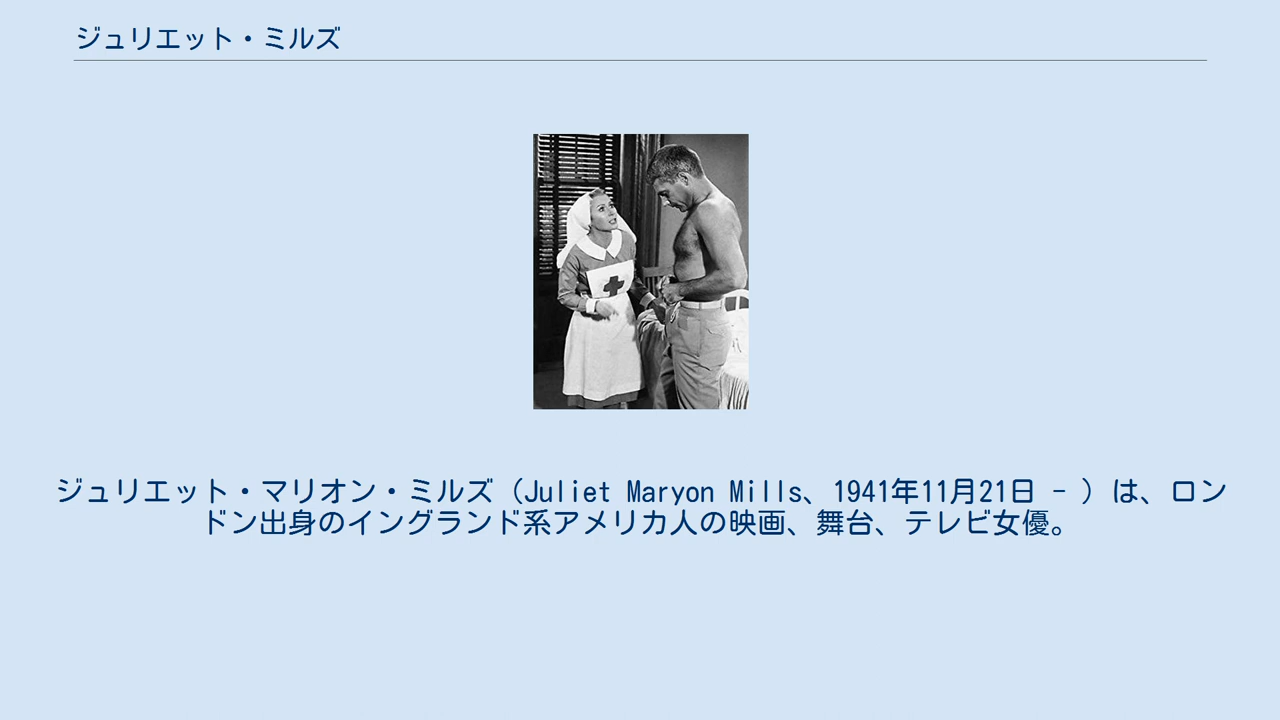 ジュリエット・ミルズ
ジュリエット・マリオン・ミルズ（Juliet Maryon Mills、1941年11月21日 - ）は、ロン
ドン出身のイングランド系アメリカ人の映画、舞台、テレビ女優。